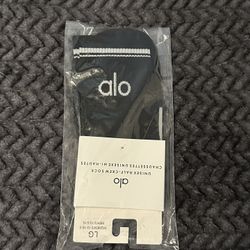 alo
alo
UNISEX HALF-CREW SOCK
CHAUSSETTES UNISEXE MI-HAUTES
LG